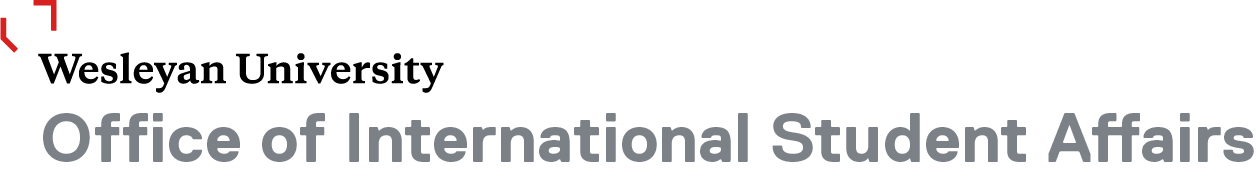 Wesleyan University
Office of International Student Affairs